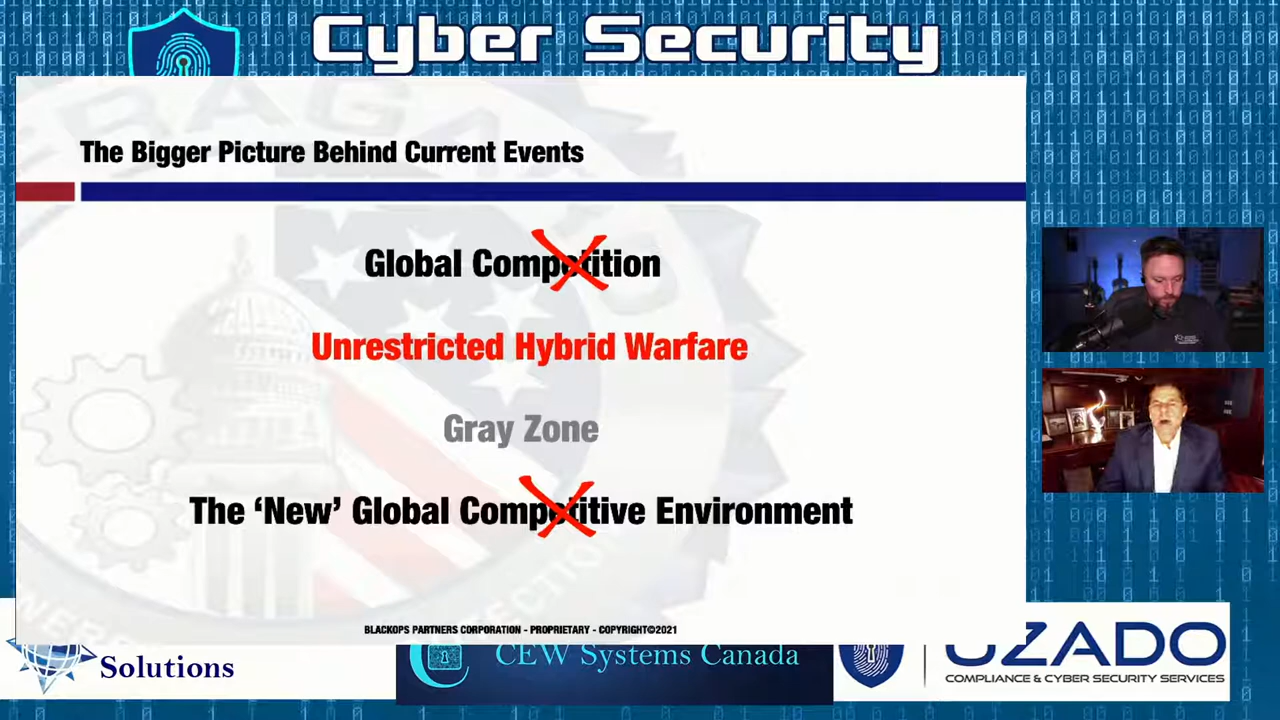 Cyber Security
The Bigger Picture Behind Current Events
Global Competition
Unrestricted Hybrid Warfare
Gray Zone
The ‘New’ Global Competitive Environment
BLACKOPS PARTNERS CORPORATION - PROPRIETARY - COPYRIGHT©2021
Solutions
CEW Systems Canada
UZADO
COMPLIANCE & CYBER SECURITY SERVICES